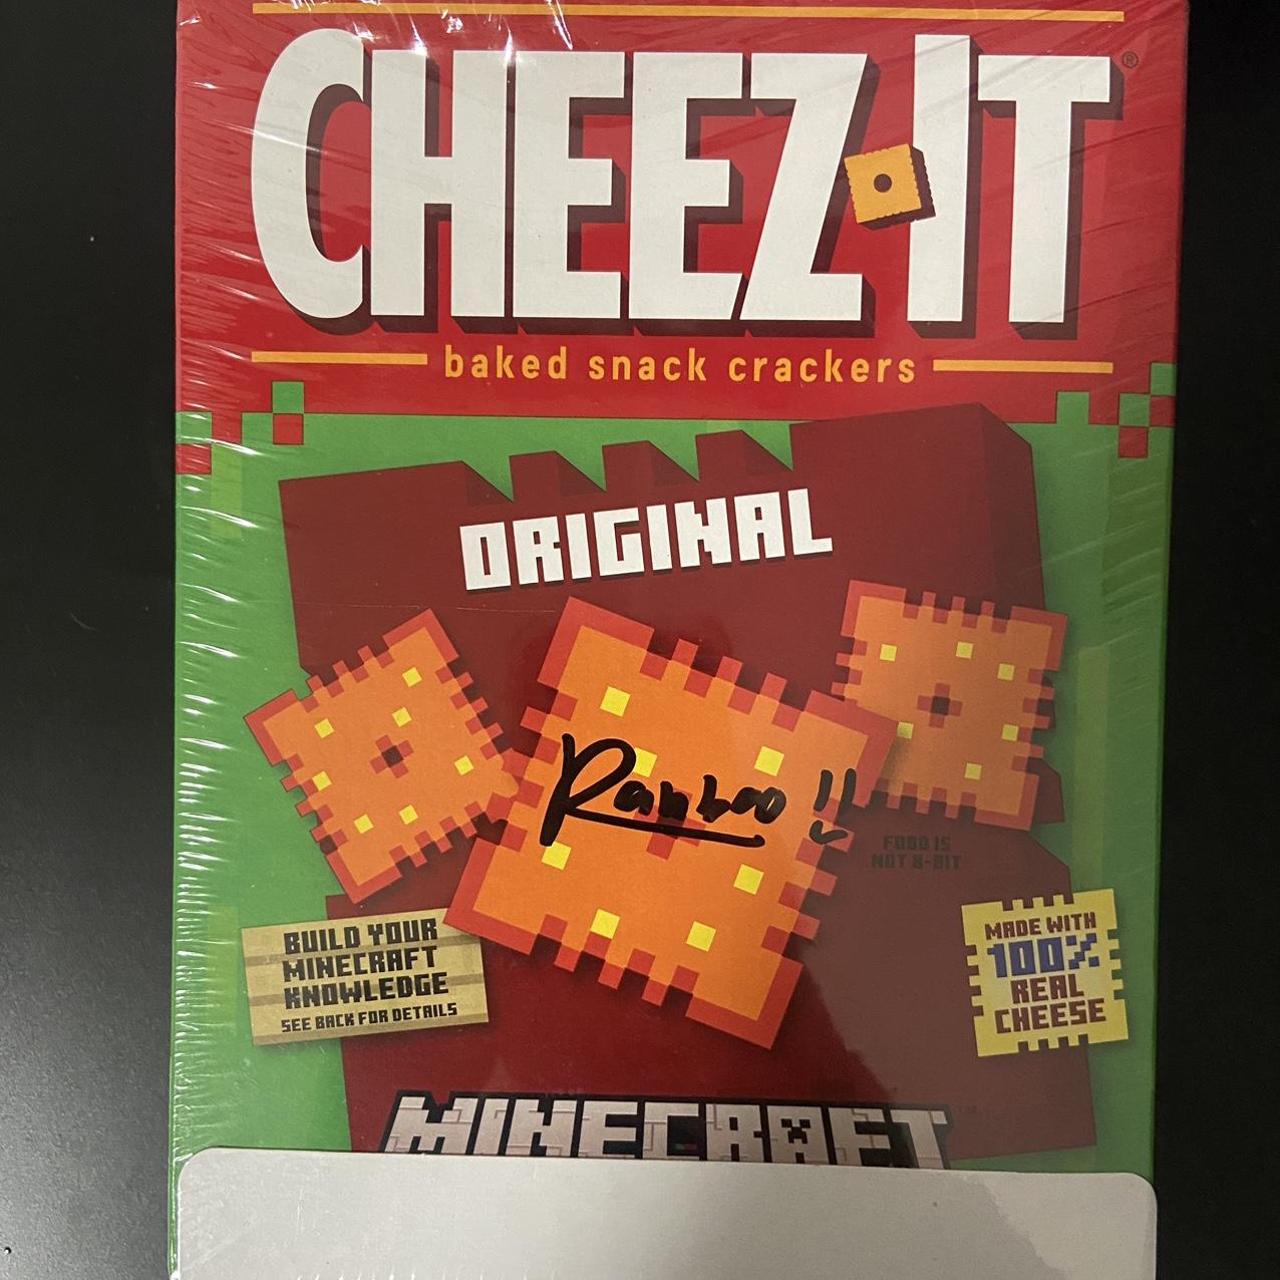 CHEEZ-IT®
baked snack crackers
ORIGINAL
Ranboo !!
FOOD IS
NOT 8-BIT
BUILD YOUR
MINECRAFT
KNOWLEDGE
SEE BACK FOR DETAILS
MADE WITH
100%
REAL
CHEESE
MINECRAFT